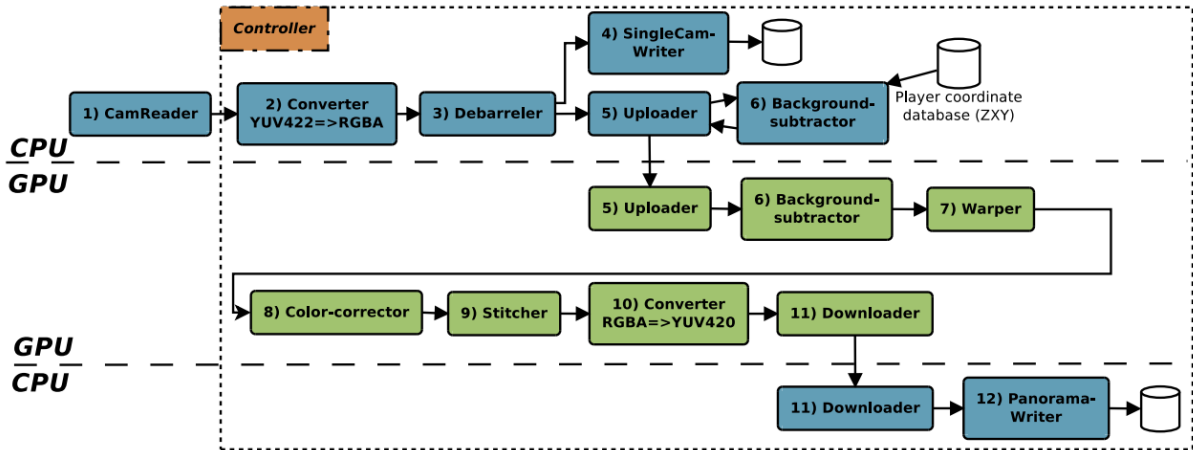 Controller
4) SingleCam-
Writer
1) CamReader
2) Converter
YUV422=>RGBA
3) Debarreler
5) Uploader
6) Background-
subtractor
Player coordinate
database (ZXY)
CPU
GPU
5) Uploader
6) Background-
subtractor
7) Warper
8) Color-corrector
9) Stitcher
10) Converter
RGBA=>YUV420
11) Downloader
GPU
CPU
11) Downloader
12) Panorama-
Writer